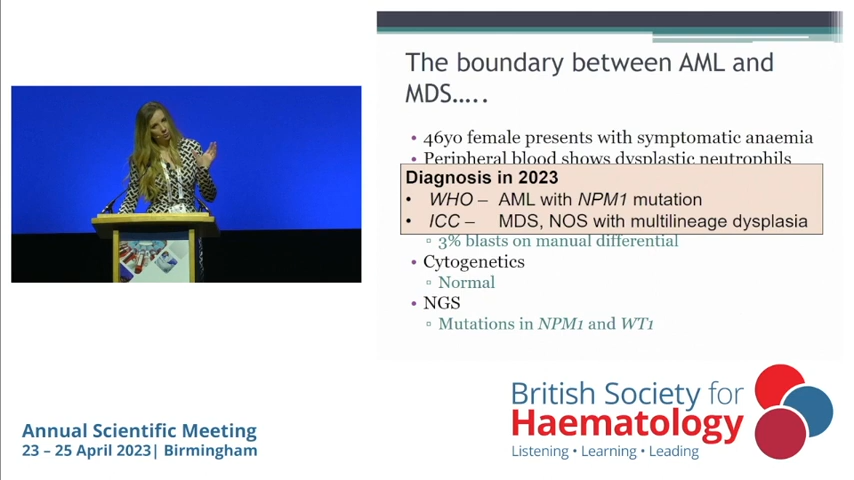 The boundary between AML and
MDS…..
• 46yo female presents with symptomatic anaemia
• Peripheral blood shows dysplastic neutrophils
Diagnosis in 2023
• WHO – AML with NPM1 mutation
• ICC – MDS, NOS with multilineage dysplasia
▫ 3% blasts on manual differential
• Cytogenetics
▫ Normal
• NGS
▫ Mutations in NPM1 and WT1
British Society for
Haematology
Listening • Learning • Leading
Annual Scientific Meeting
23 – 25 April 2023| Birmingham